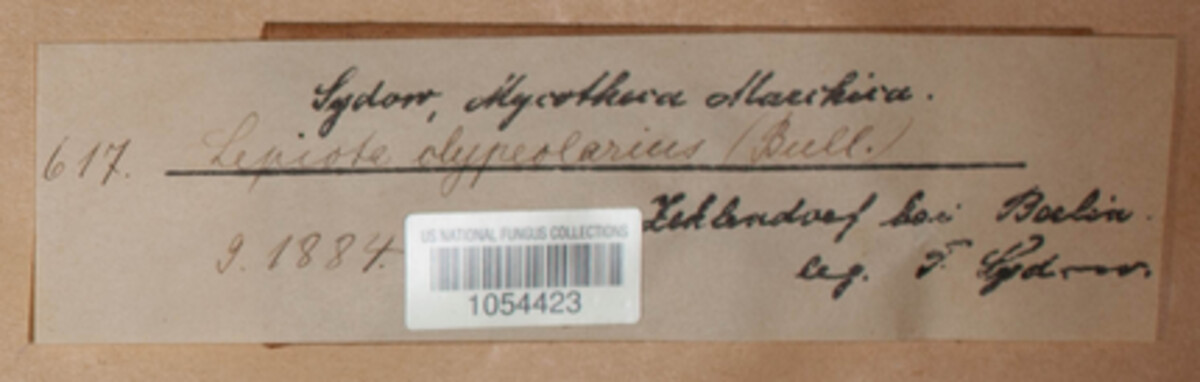 Sydow, Mycotheca Marchica.
617. Lepiota clypeolarius (Bull.)
Zehlendorf bei Berlin.
9. 1884.
leg. P. Sydow.
US NATIONAL FUNGUS COLLECTIONS
1054423